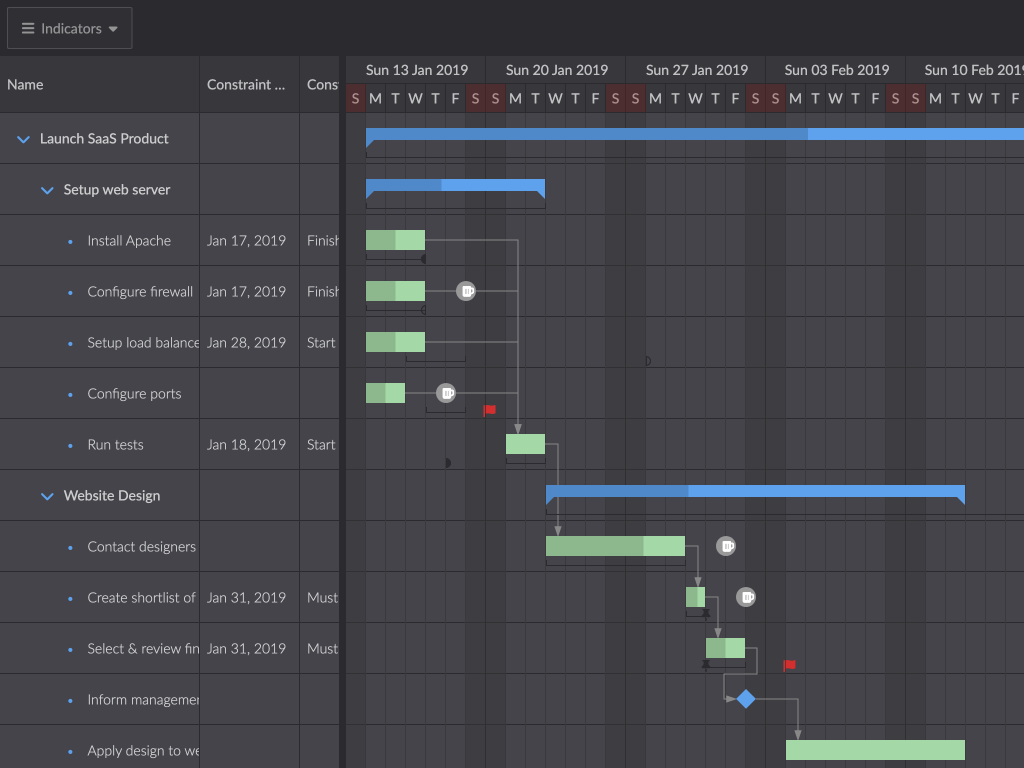 Indicators
Name Constraint ... Cons
Sun 13 Jan 2019 Sun 20 Jan 2019 Sun 27 Jan 2019 Sun 03 Feb 2019 Sun 10 Feb 2019
S M T W T F S S M T W T F S S M T W T F S S M T W T F S S M T W T F
Launch SaaS Product
Setup web server
Install Apache Jan 17, 2019 Finish
Configure firewall Jan 17, 2019 Finish
Setup load balance Jan 28, 2019 Start
Configure ports
Run tests Jan 18, 2019 Start
Website Design
Contact designers
Create shortlist of Jan 31, 2019 Must
Select & review fin Jan 31, 2019 Must
Inform managemen
Apply design to we